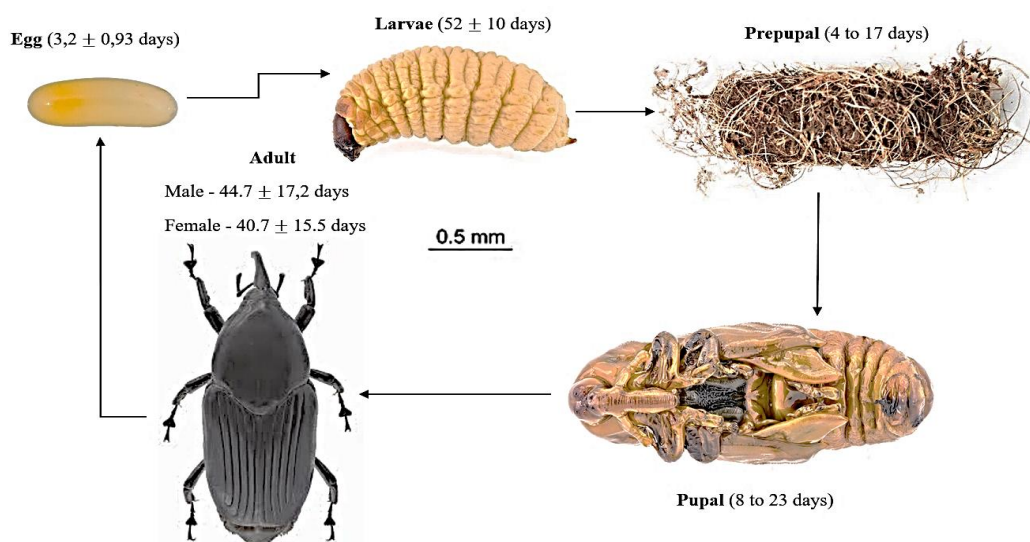 Egg (3,2 ± 0,93 days)
Larvae (52 ± 10 days)
Prepupal (4 to 17 days)
Adult
Male - 44.7 ± 17,2 days
Female - 40.7 ± 15.5 days
0.5 mm
Pupal (8 to 23 days)